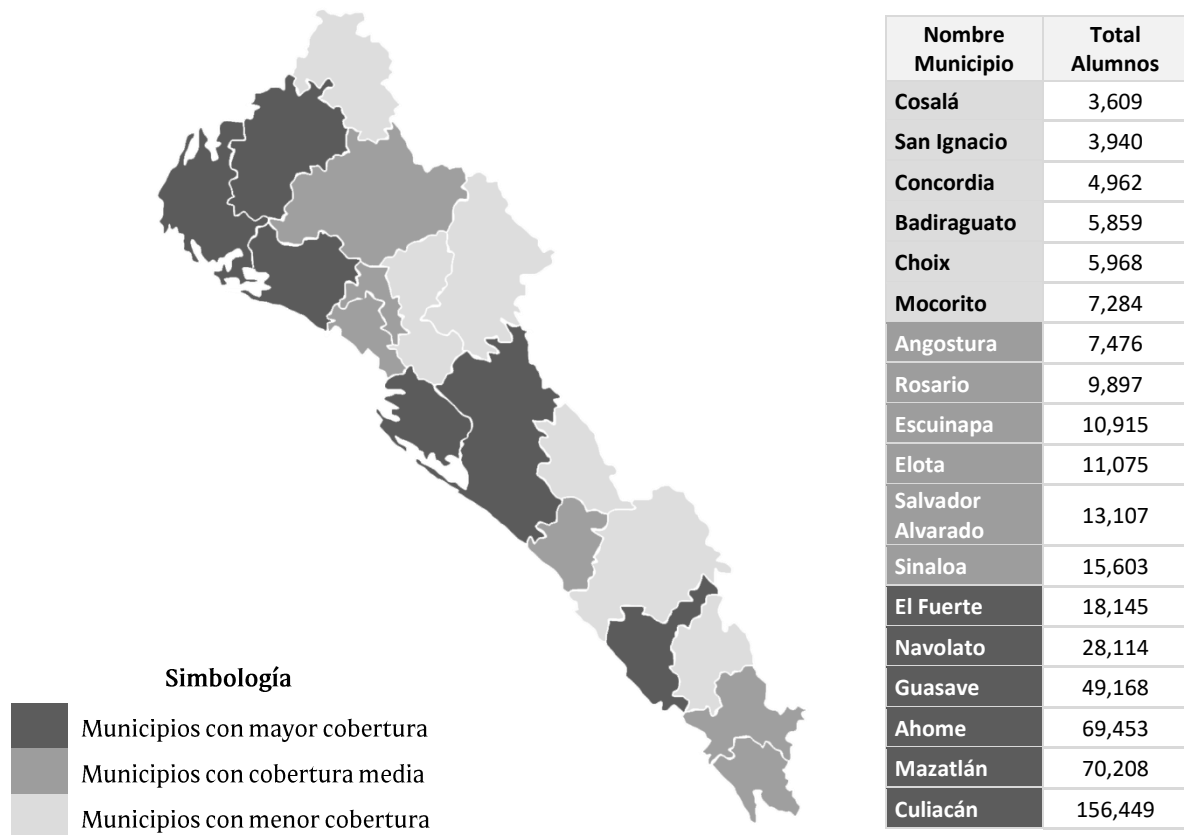 Nombre Municipio Total Alumnos
Cosalá 3,609
San Ignacio 3,940
Concordia 4,962
Badiraguato 5,859
Choix 5,968
Mocorito 7,284
Angostura 7,476
Rosario 9,897
Escuinapa 10,915
Elota 11,075
Salvador Alvarado 13,107
Sinaloa 15,603
El Fuerte 18,145
Navolato 28,114
Guasave 49,168
Ahome 69,453
Mazatlán 70,208
Culiacán 156,449
Simbología
Municipios con mayor cobertura
Municipios con cobertura media
Municipios con menor cobertura